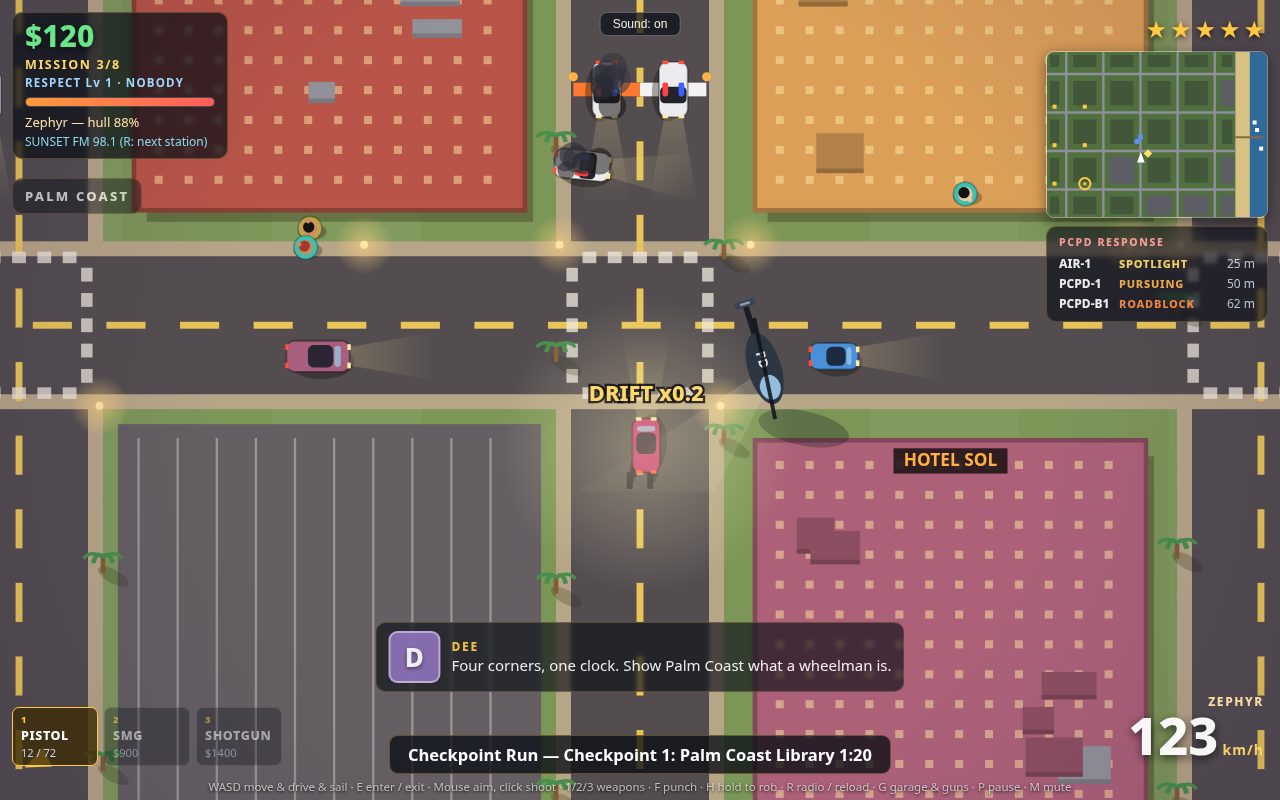 $120
MISSION 3/8
RESPECT Lv 1 · NOBODY
Zephyr — hull 88%
SUNSET FM 98.1 (R: next station)
PALM COAST
Sound: on
★★★★★
PCPD RESPONSE
AIR-1 SPOTLIGHT 25 m
PCPD-1 PURSUING 50 m
PCPD-B1 ROADBLOCK 62 m
DRIFT x0.2
HOTEL SOL
D
DEE
Four corners, one clock. Show Palm Coast what a wheelman is.
1
PISTOL
12 / 72
2
SMG
$900
3
SHOTGUN
$1400
ZEPHYR
123 km/h
Checkpoint Run — Checkpoint 1: Palm Coast Library 1:20
WASD move & drive & sail · E enter / exit · Mouse aim, click shoot · 1/2/3 weapons · F punch · H hold to rob · R radio / reload · G garage & guns · P pause · M mute